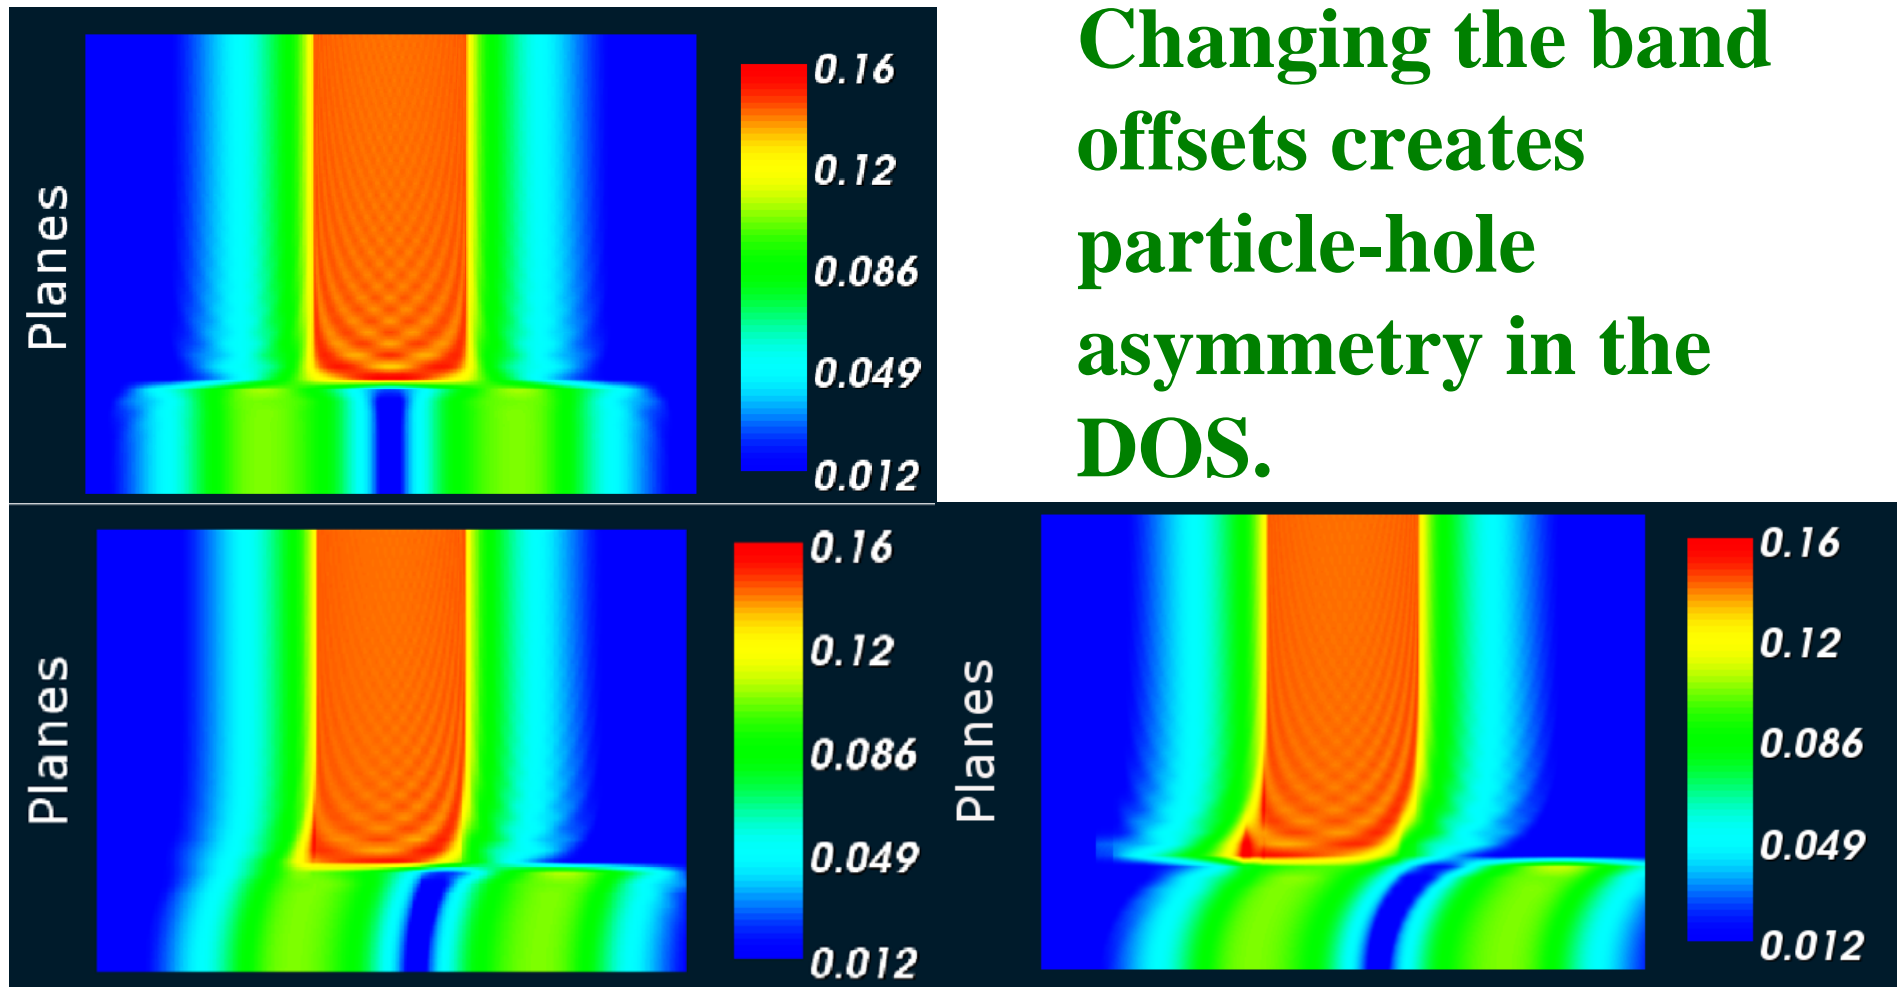 Changing the band
offsets creates
particle-hole
asymmetry in the
DOS.
Planes
0.16
0.12
0.086
0.049
0.012
Planes
0.16
0.12
0.086
0.049
0.012
Planes
0.16
0.12
0.086
0.049
0.012